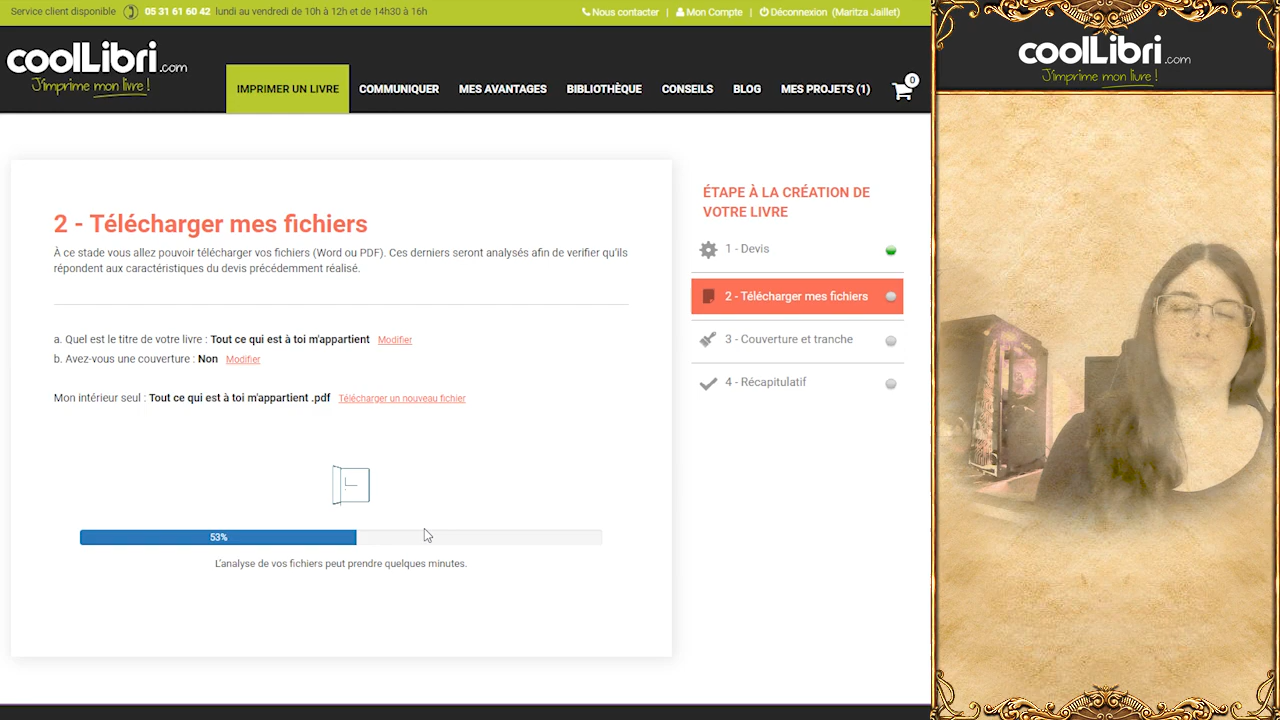 Service client disponible 05 31 61 60 42 lundi au vendredi de 10h à 12h et de 14h30 à 16h
Nous contacter | Mon Compte | Déconnexion (Maritza Jaillet)
coolLibri.com
J'imprime mon livre !
IMPRIMER UN LIVRE COMMUNIQUER MES AVANTAGES BIBLIOTHÈQUE CONSEILS BLOG MES PROJETS (1) 0
coolLibri.com
J'imprime mon livre !
2 - Télécharger mes fichiers
À ce stade vous allez pouvoir télécharger vos fichiers (Word ou PDF). Ces derniers seront analysés afin de verifier qu'ils
répondent aux caractéristiques du devis précédemment réalisé.
a. Quel est le titre de votre livre : Tout ce qui est à toi m'appartient Modifier
b. Avez-vous une couverture : Non Modifier
Mon intérieur seul : Tout ce qui est à toi m'appartient .pdf Télécharger un nouveau fichier
53%
L'analyse de vos fichiers peut prendre quelques minutes.
ÉTAPE À LA CRÉATION DE
VOTRE LIVRE
1 - Devis
2 - Télécharger mes fichiers
3 - Couverture et tranche
4 - Récapitulatif